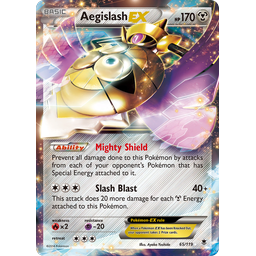 BASIC
Aegislash EX HP 170
Ability Mighty Shield
Prevent all damage done to this Pokémon by attacks
from each of your opponent's Pokémon that has
Special Energy attached to it.
Slash Blast 40+
This attack does 20 more damage for each Energy
attached to this Pokémon.
weakness ×2 resistance -20
retreat
Pokémon-EX rule
Illus. Ayaka Yoshida
65/119